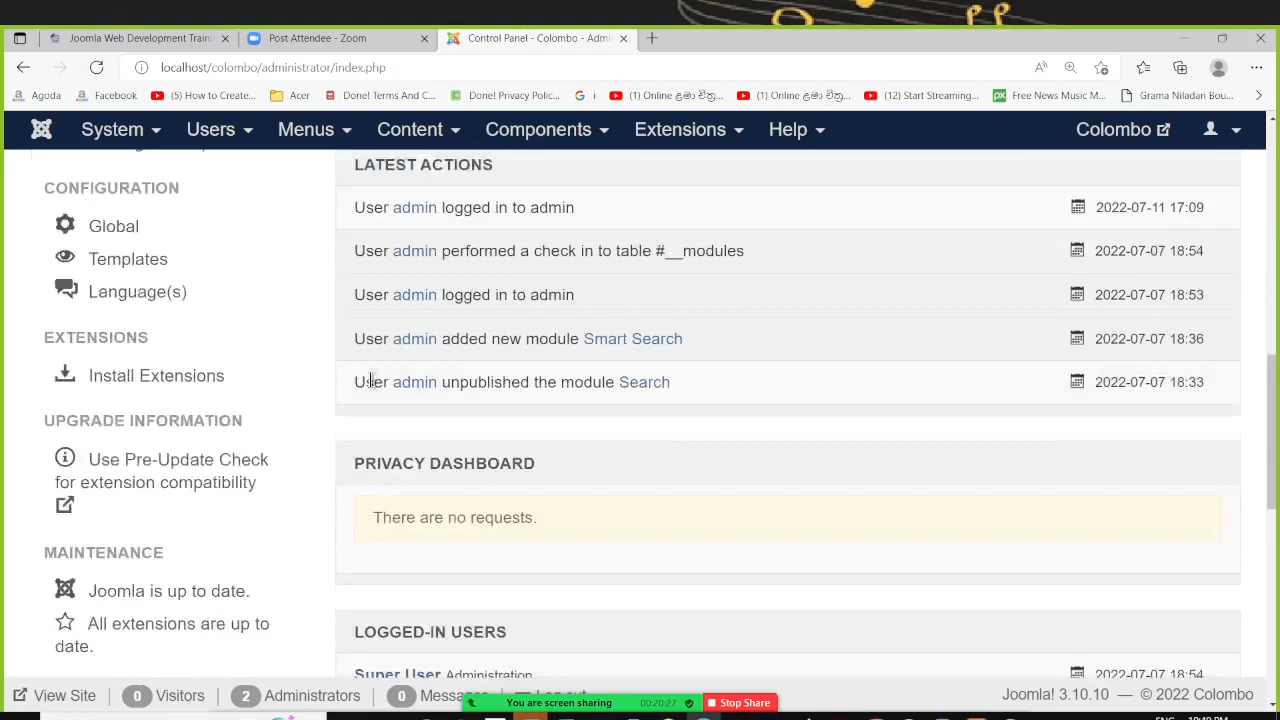 Joomla Web Development Traini
Post Attendee - Zoom
Control Panel - Colombo - Admi
localhost/colombo/administrator/index.php
Agoda
Facebook
(5) How to Create...
Acer
Done! Terms And C...
Done! Privacy Polic...
i
(1) Online ළමා චිත්‍ර...
(1) Online ළමා චිත්‍ර...
(12) Start Streaming...
Free News Music M...
Grama Niladari Bou...
System
Users
Menus
Content
Components
Extensions
Help
Colombo
CONFIGURATION
Global
Templates
Language(s)
EXTENSIONS
Install Extensions
UPGRADE INFORMATION
Use Pre-Update Check
for extension compatibility
MAINTENANCE
Joomla is up to date.
All extensions are up to
date.
LATEST ACTIONS
User admin logged in to admin 2022-07-11 17:09
User admin performed a check in to table #__modules 2022-07-07 18:54
User admin logged in to admin 2022-07-07 18:53
User admin added new module Smart Search 2022-07-07 18:36
User admin unpublished the module Search 2022-07-07 18:33
PRIVACY DASHBOARD
There are no requests.
LOGGED-IN USERS
Super User Administration 2022-07-07 18:54
View Site 0 Visitors 2 Administrators 0 Messages Log out
Joomla! 3.10.10 — © 2022 Colombo
You are screen sharing 00:20:27 Stop Share